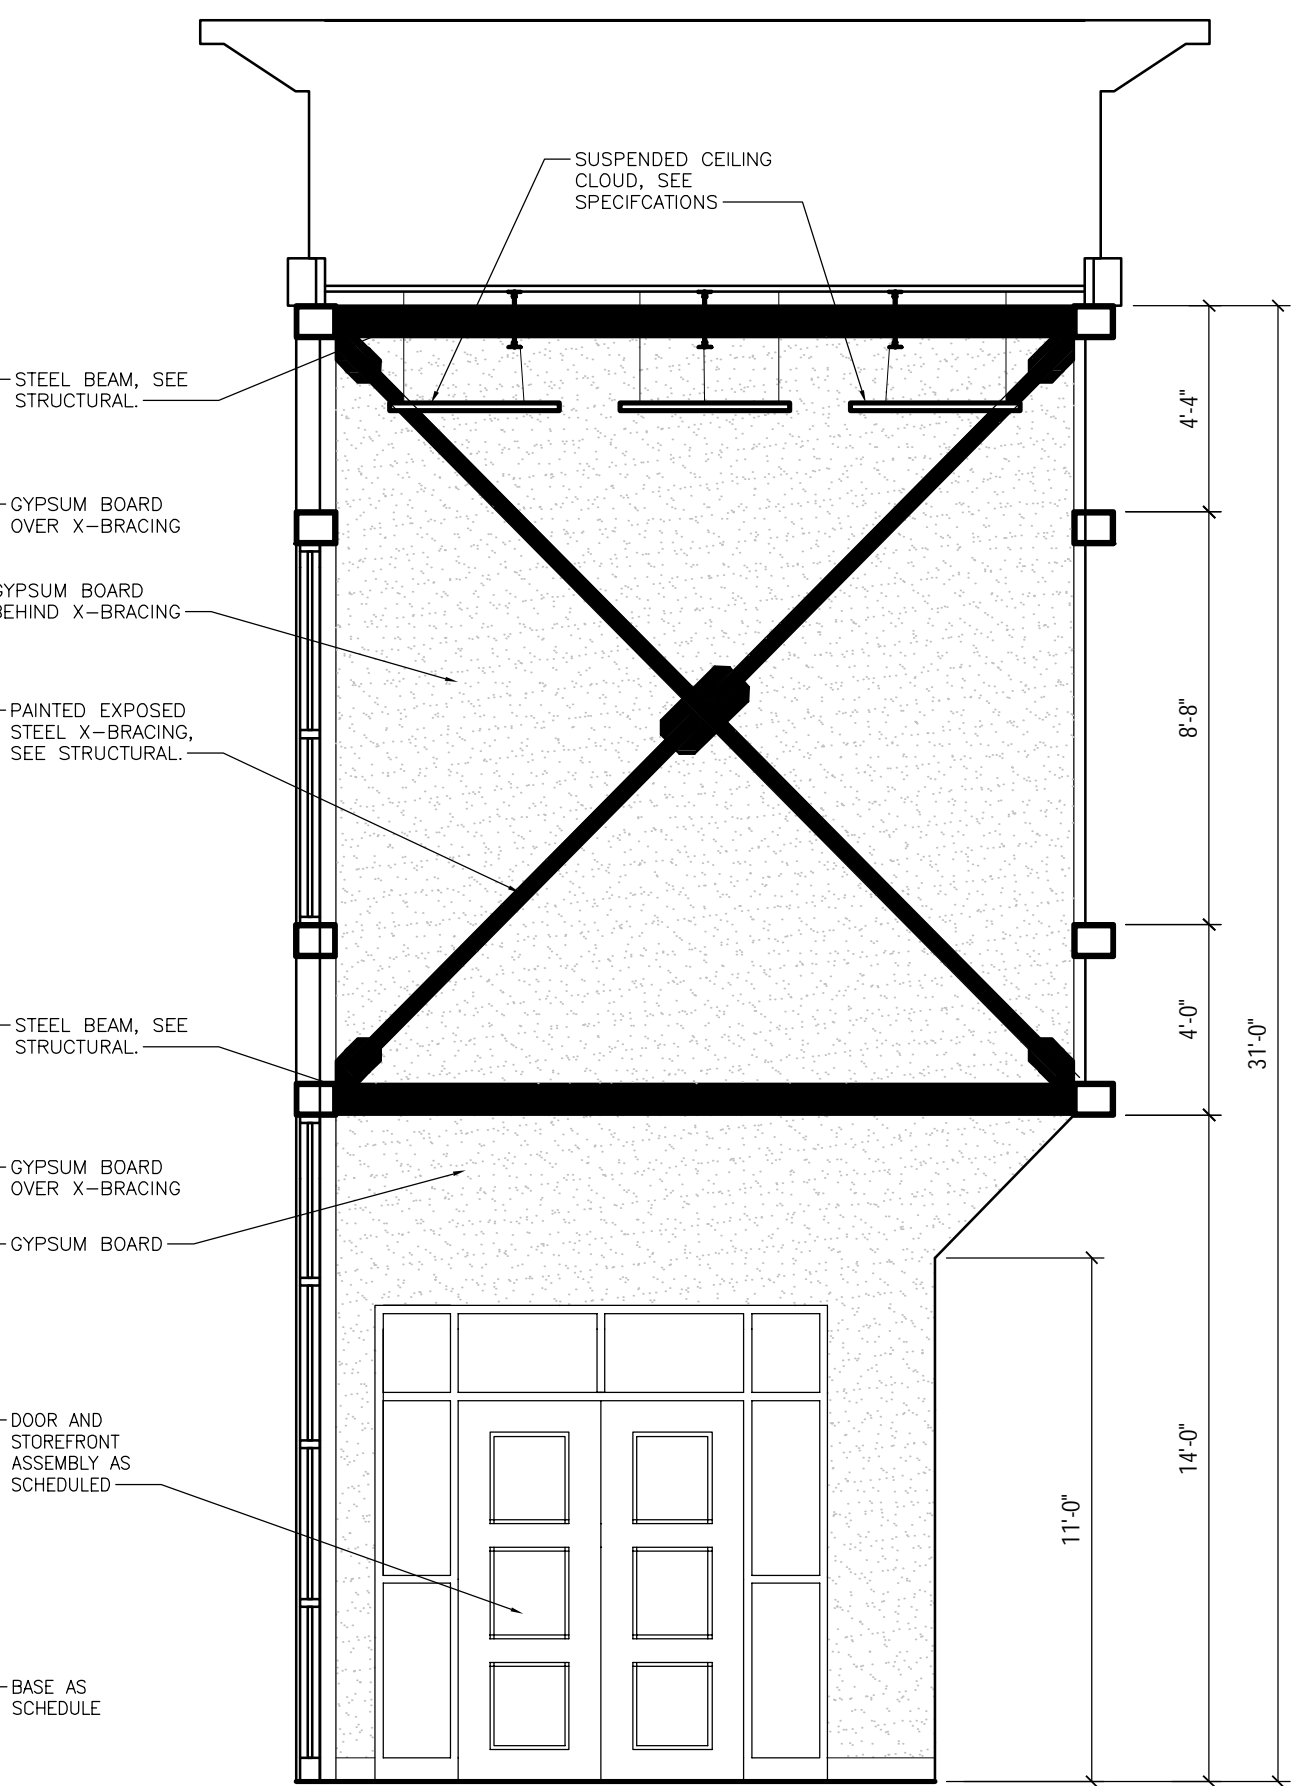 SUSPENDED CEILING
CLOUD, SEE
SPECIFCATIONS
STEEL BEAM, SEE
STRUCTURAL.
GYPSUM BOARD
OVER X-BRACING
GYPSUM BOARD
BEHIND X-BRACING
PAINTED EXPOSED
STEEL X-BRACING,
SEE STRUCTURAL.
STEEL BEAM, SEE
STRUCTURAL.
GYPSUM BOARD
OVER X-BRACING
GYPSUM BOARD
DOOR AND
STOREFRONT
ASSEMBLY AS
SCHEDULED
BASE AS
SCHEDULE
4'-4"
8'-8"
4'-0"
31'-0"
14'-0"
11'-0"